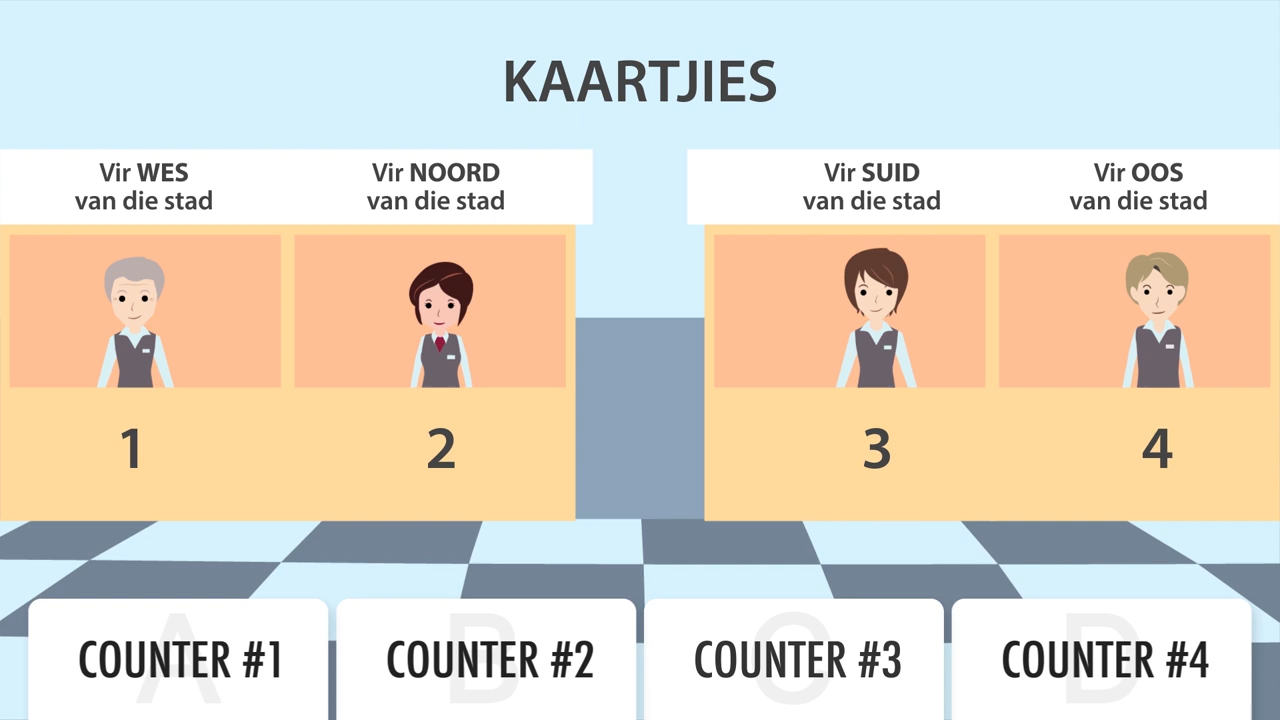 KAARTJIES
Vir WES
van die stad
Vir NOORD
van die stad
Vir SUID
van die stad
Vir OOS
van die stad
1
2
3
4
A
COUNTER #1
B
COUNTER #2
C
COUNTER #3
D
COUNTER #4